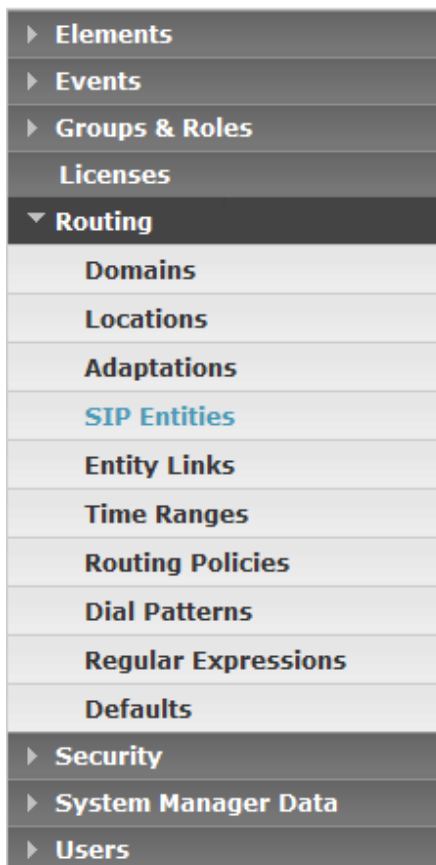 Elements
Events
Groups & Roles
Licenses
Routing
Domains
Locations
Adaptations
SIP Entities
Entity Links
Time Ranges
Routing Policies
Dial Patterns
Regular Expressions
Defaults
Security
System Manager Data
Users